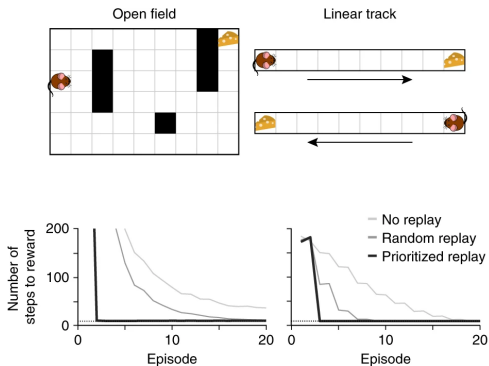 Open field
Linear track
No replay
Random replay
Prioritized replay
Number of
steps to reward
200
100
0
0
10
20
Episode
0
10
20
Episode